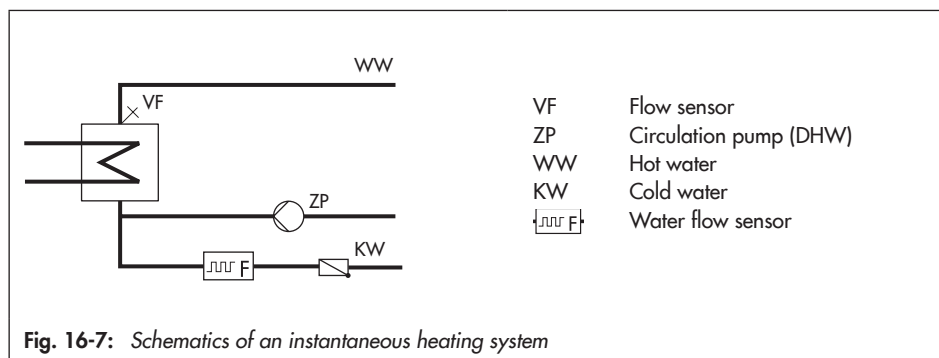 WW
VF
ZP
KW
F
VF Flow sensor
ZP Circulation pump (DHW)
WW Hot water
KW Cold water
F Water flow sensor
Fig. 16-7: Schematics of an instantaneous heating system